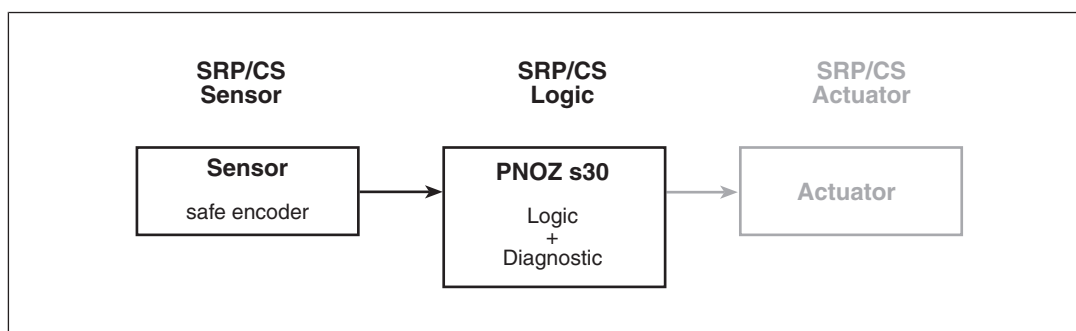 SRP/CS
Sensor
SRP/CS
Logic
SRP/CS
Actuator
Sensor
safe encoder
PNOZ s30
Logic
+
Diagnostic
Actuator